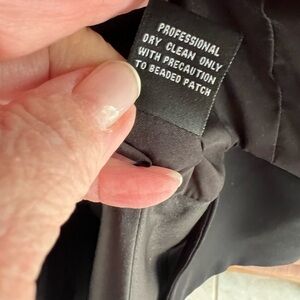 PROFESSIONAL
DRY CLEAN ONLY
WITH PRECAUTION
TO BEADED PATCH